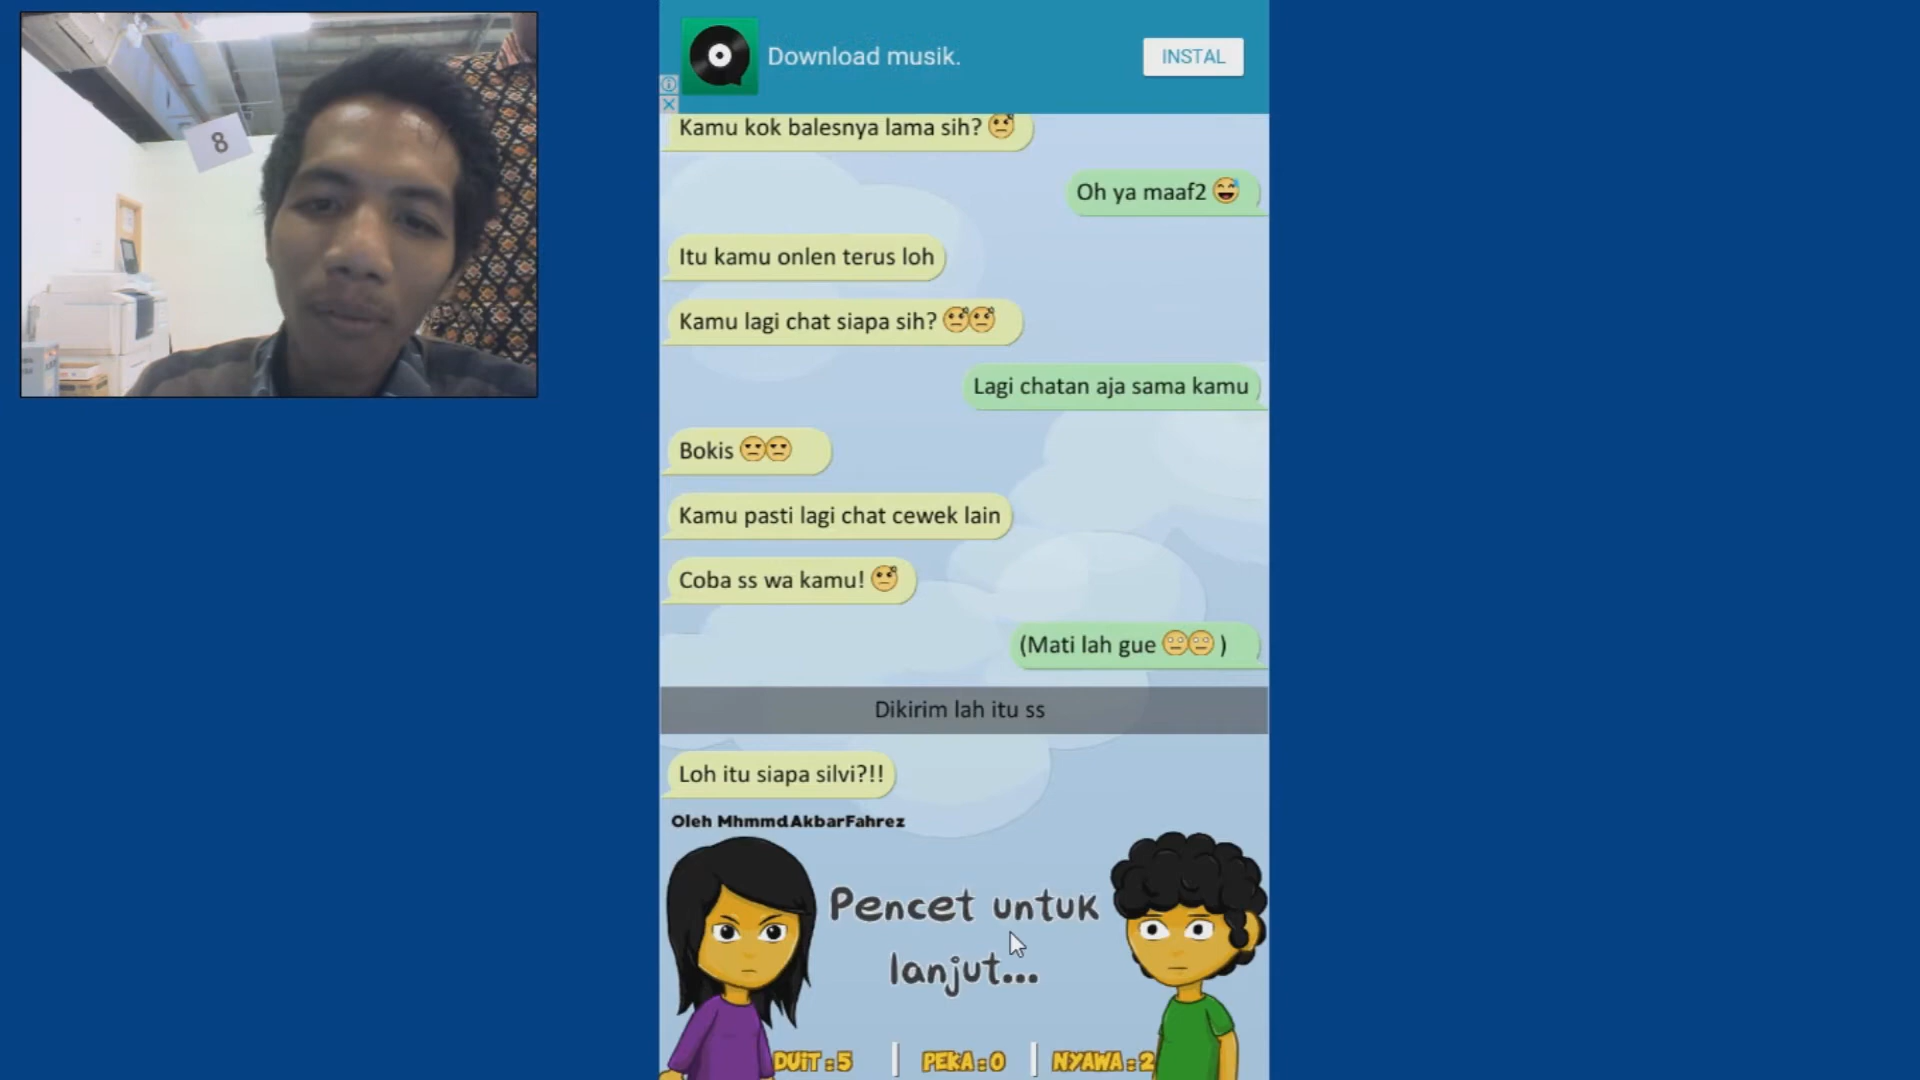 8
Download musik.
INSTAL
Kamu kok balesnya lama sih?
Oh ya maaf2
Itu kamu onlen terus loh
Kamu lagi chat siapa sih?
Lagi chatan aja sama kamu
Bokis
Kamu pasti lagi chat cewek lain
Coba ss wa kamu!
(Mati lah gue )
Dikirim lah itu ss
Loh itu siapa silvi?!!
Oleh MhmmdAkbarFahrez
Pencet untuk
lanjut...
DUIT : 5 | PEKA : 0 | NYAWA : 2